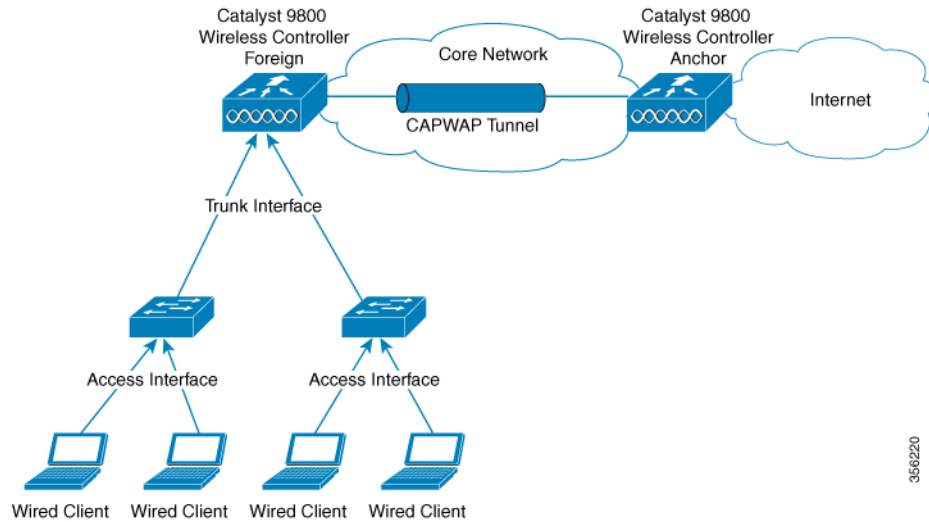 Catalyst 9800
Wireless Controller
Foreign
Catalyst 9800
Wireless Controller
Anchor
Core Network
Internet
CAPWAP Tunnel
Trunk Interface
Access Interface
Access Interface
Wired Client
Wired Client
Wired Client
Wired Client
356220